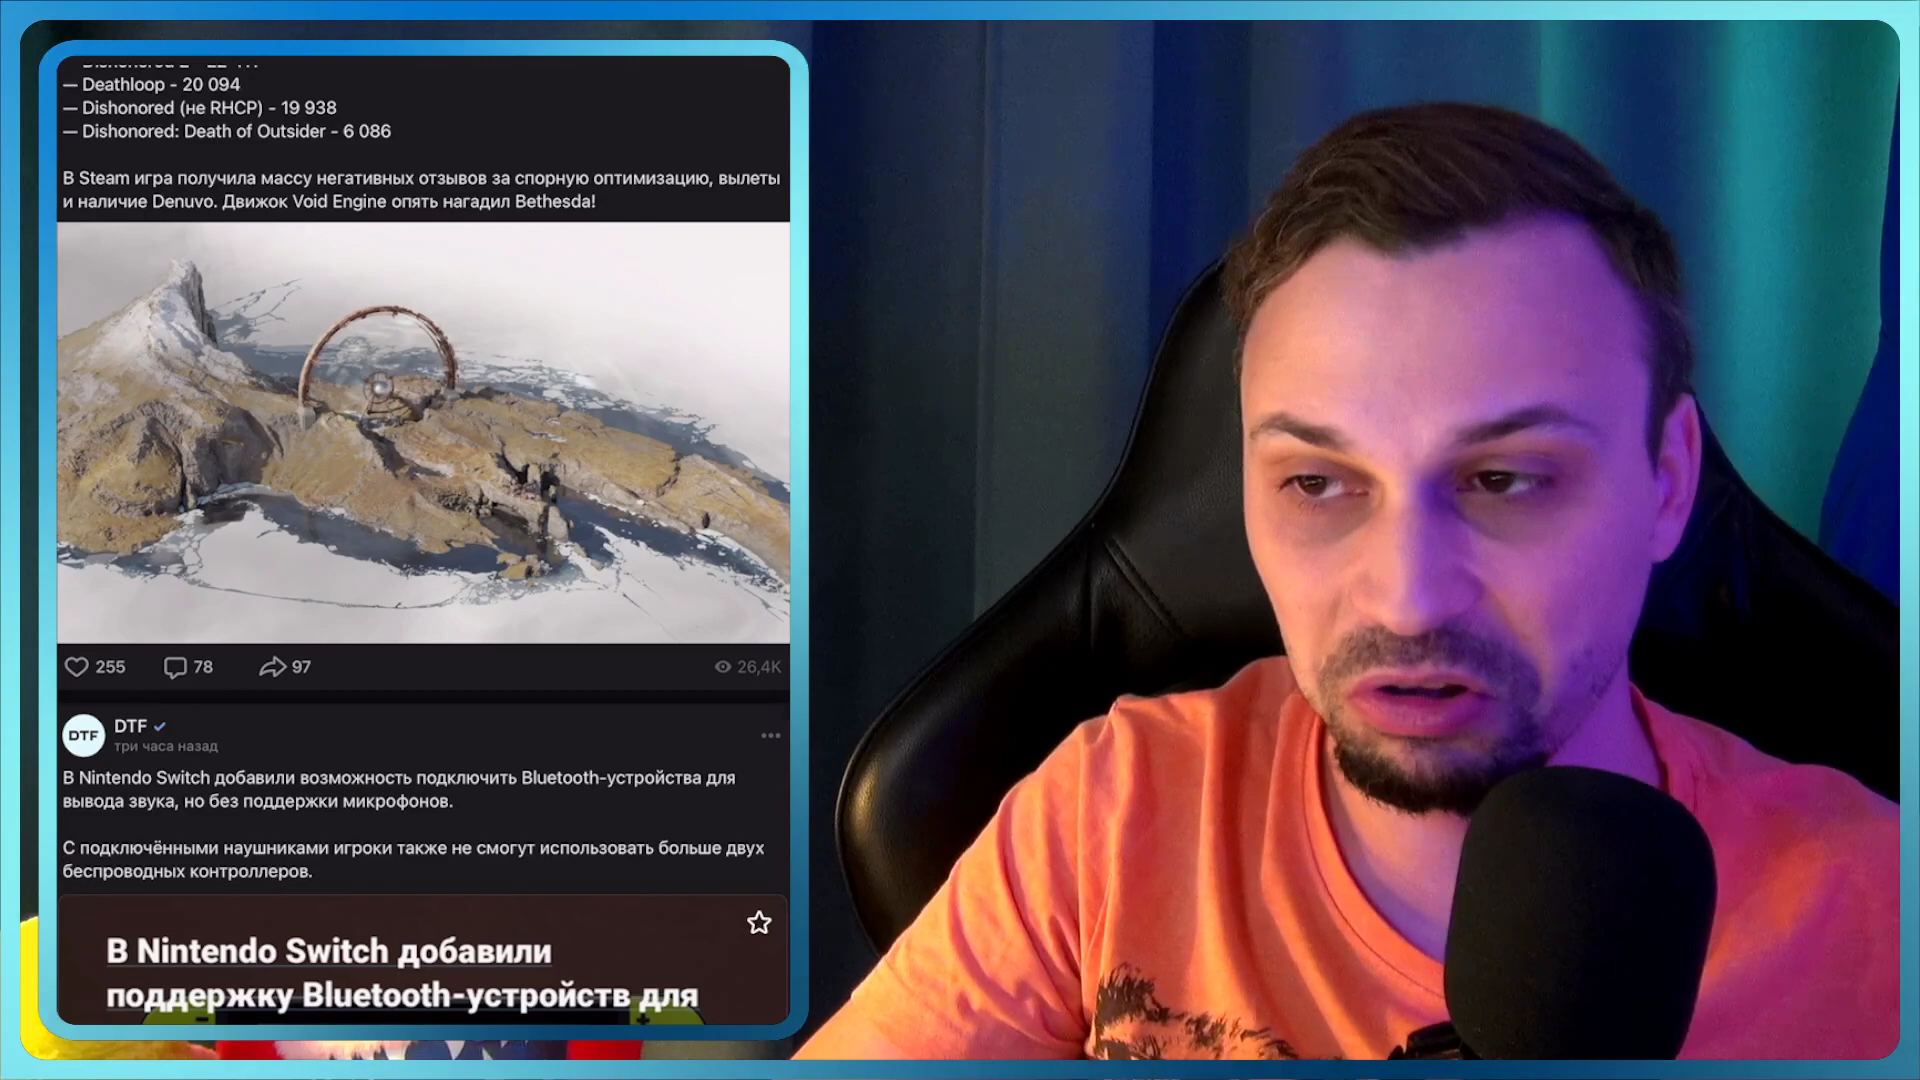 — Deathloop - 20 094
— Dishonored (не RHCP) - 19 938
— Dishonored: Death of Outsider - 6 086
В Steam игра получила массу негативных отзывов за спорную оптимизацию, вылеты
и наличие Denuvo. Движок Void Engine опять нагадил Bethesda!
255 78 97 26,4K
DTF DTF
три часа назад
В Nintendo Switch добавили возможность подключить Bluetooth-устройства для
вывода звука, но без поддержки микрофонов.
С подключёнными наушниками игроки также не смогут использовать больше двух
беспроводных контроллеров.
В Nintendo Switch добавили
поддержку Bluetooth-устройств для